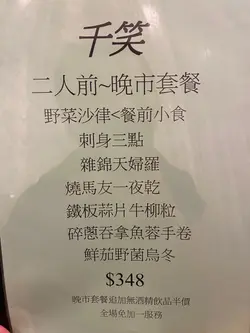 千笑
二人前~晚市套餐
野菜沙律<餐前小食
刺身三點
雜錦天婦羅
燒馬友一夜乾
鐵板蒜片牛柳粒
碎蔥吞拿魚蓉手卷
鮮茄野菌烏冬
$348
晚市套餐追加無酒精飲品半價
全場免加一服務